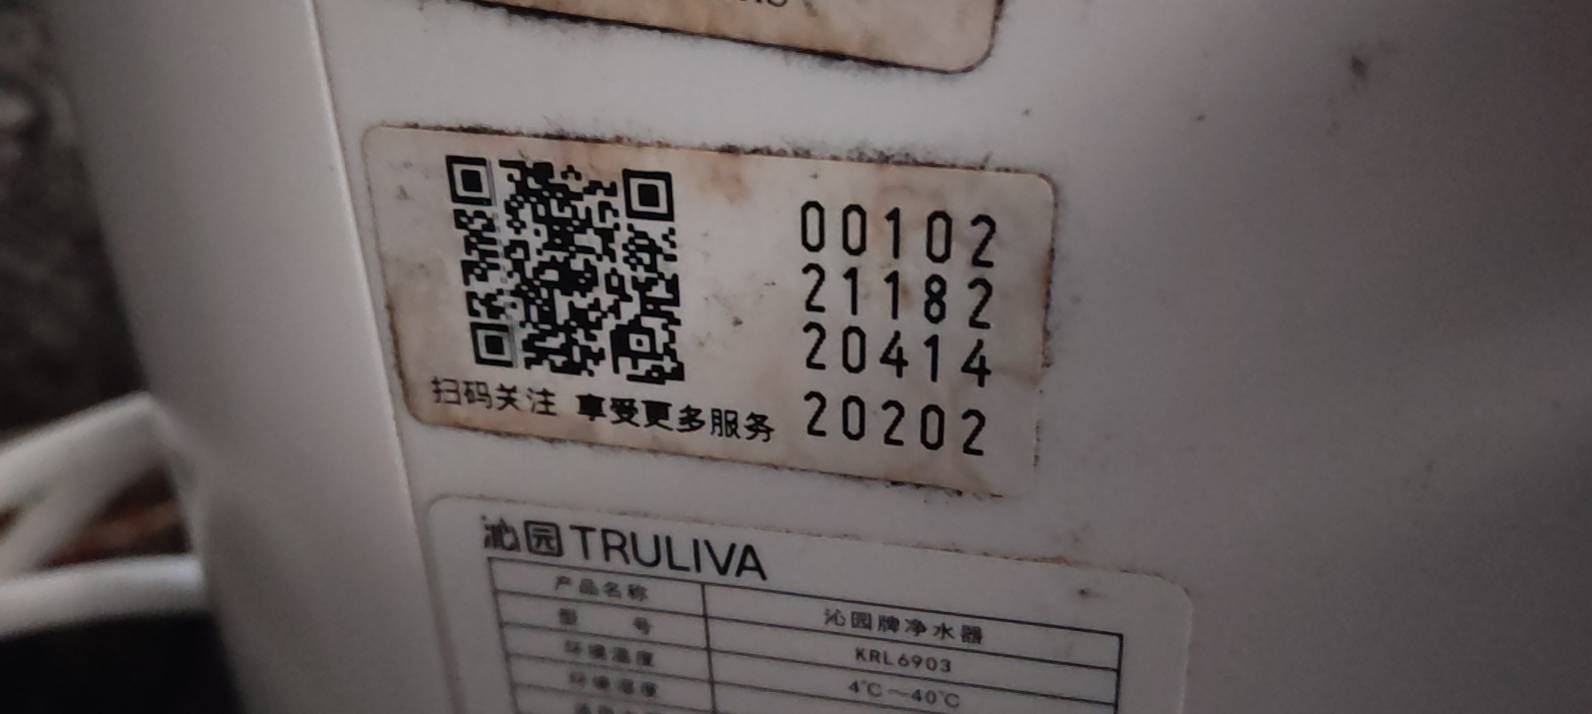 00102
21182
20414
20202
扫码关注 享受更多服务
沁园 TRULIVA
产品名称 沁园牌净水器
型 号 KRL6903
环境温度 4℃～40℃
环境湿度